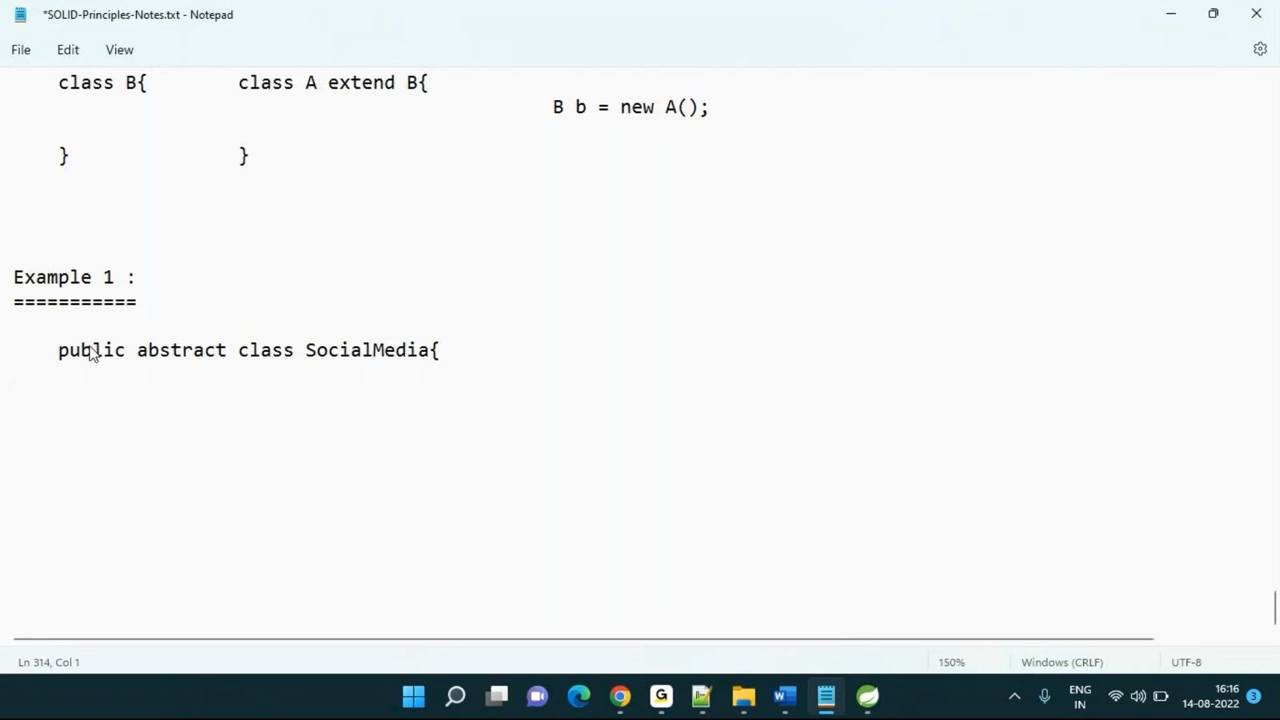 *SOLID-Principles-Notes.txt - Notepad
File Edit View
class B{ class A extend B{
B b = new A();
} }
Example 1 :
===========
public abstract class SocialMedia{
Ln 314, Col 1 150% Windows (CRLF) UTF-8
ENG 16:16
IN 14-08-2022 3